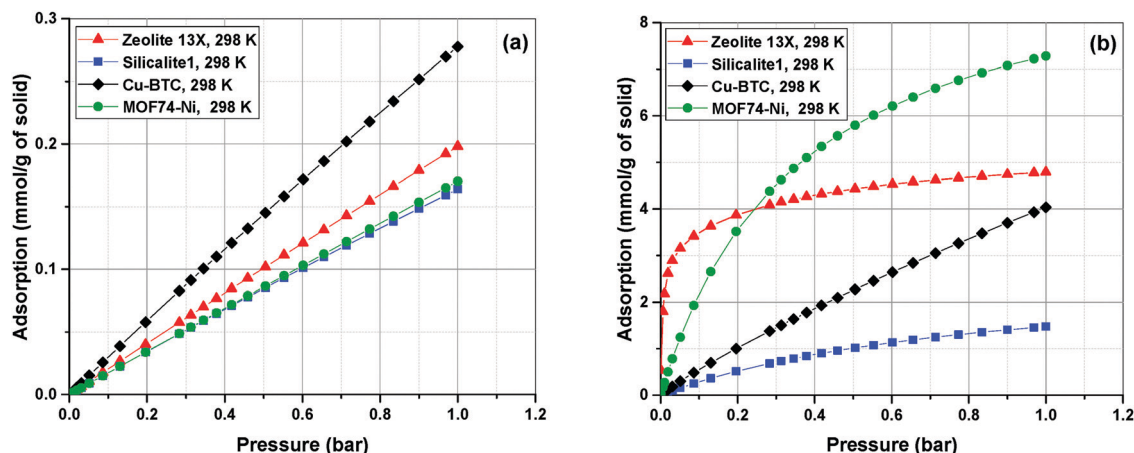 (a)
Zeolite 13X, 298 K
Silicalite1, 298 K
Cu-BTC, 298 K
MOF74-Ni, 298 K
Adsorption (mmol/g of solid)
0.3
0.2
0.1
0.0
0.0 0.2 0.4 0.6 0.8 1.0 1.2
Pressure (bar)
(b)
Zeolite 13X, 298 K
Silicalite1, 298 K
Cu-BTC, 298 K
MOF74-Ni, 298 K
Adsorption (mmol/g of solid)
8
6
4
2
0
0.0 0.2 0.4 0.6 0.8 1.0 1.2
Pressure (bar)